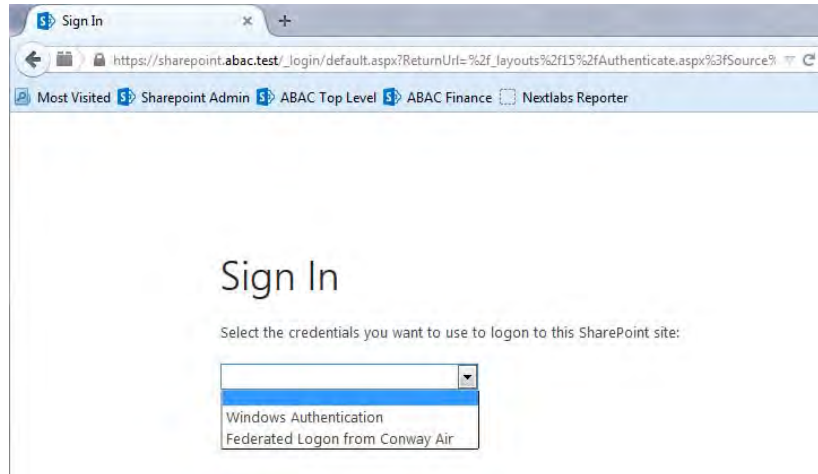 Sign In
https://sharepoint.abac.test/_login/default.aspx?ReturnUrl=%2f_layouts%2f15%2fAuthenticate.aspx%3fSource%
Most Visited Sharepoint Admin ABAC Top Level ABAC Finance Nextlabs Reporter
Sign In
Select the credentials you want to use to logon to this SharePoint site:
Windows Authentication
Federated Logon from Conway Air